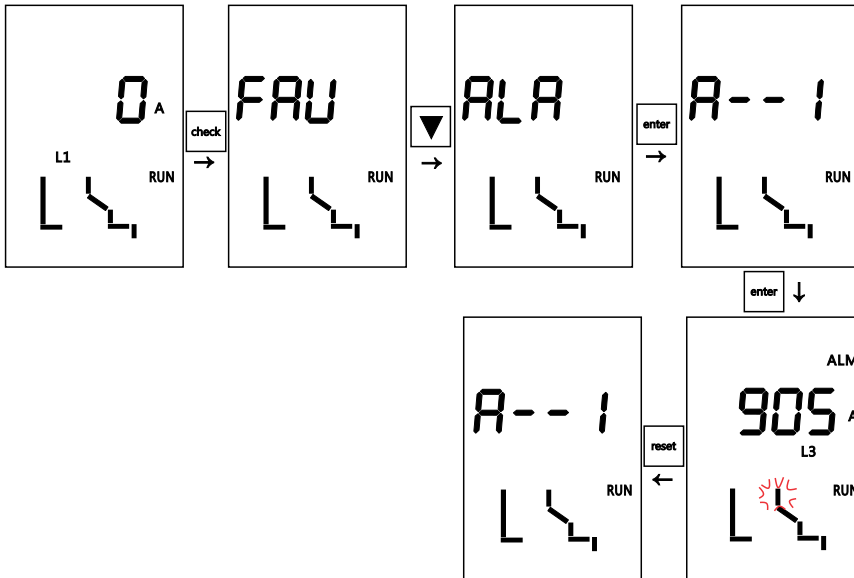 0 A
L1
RUN
check
→
FAU
RUN
▼
→
ALA
RUN
enter
→
A--1
RUN
enter ↓
ALM
905 A
L3
RUN
reset
←
A--1
RUN